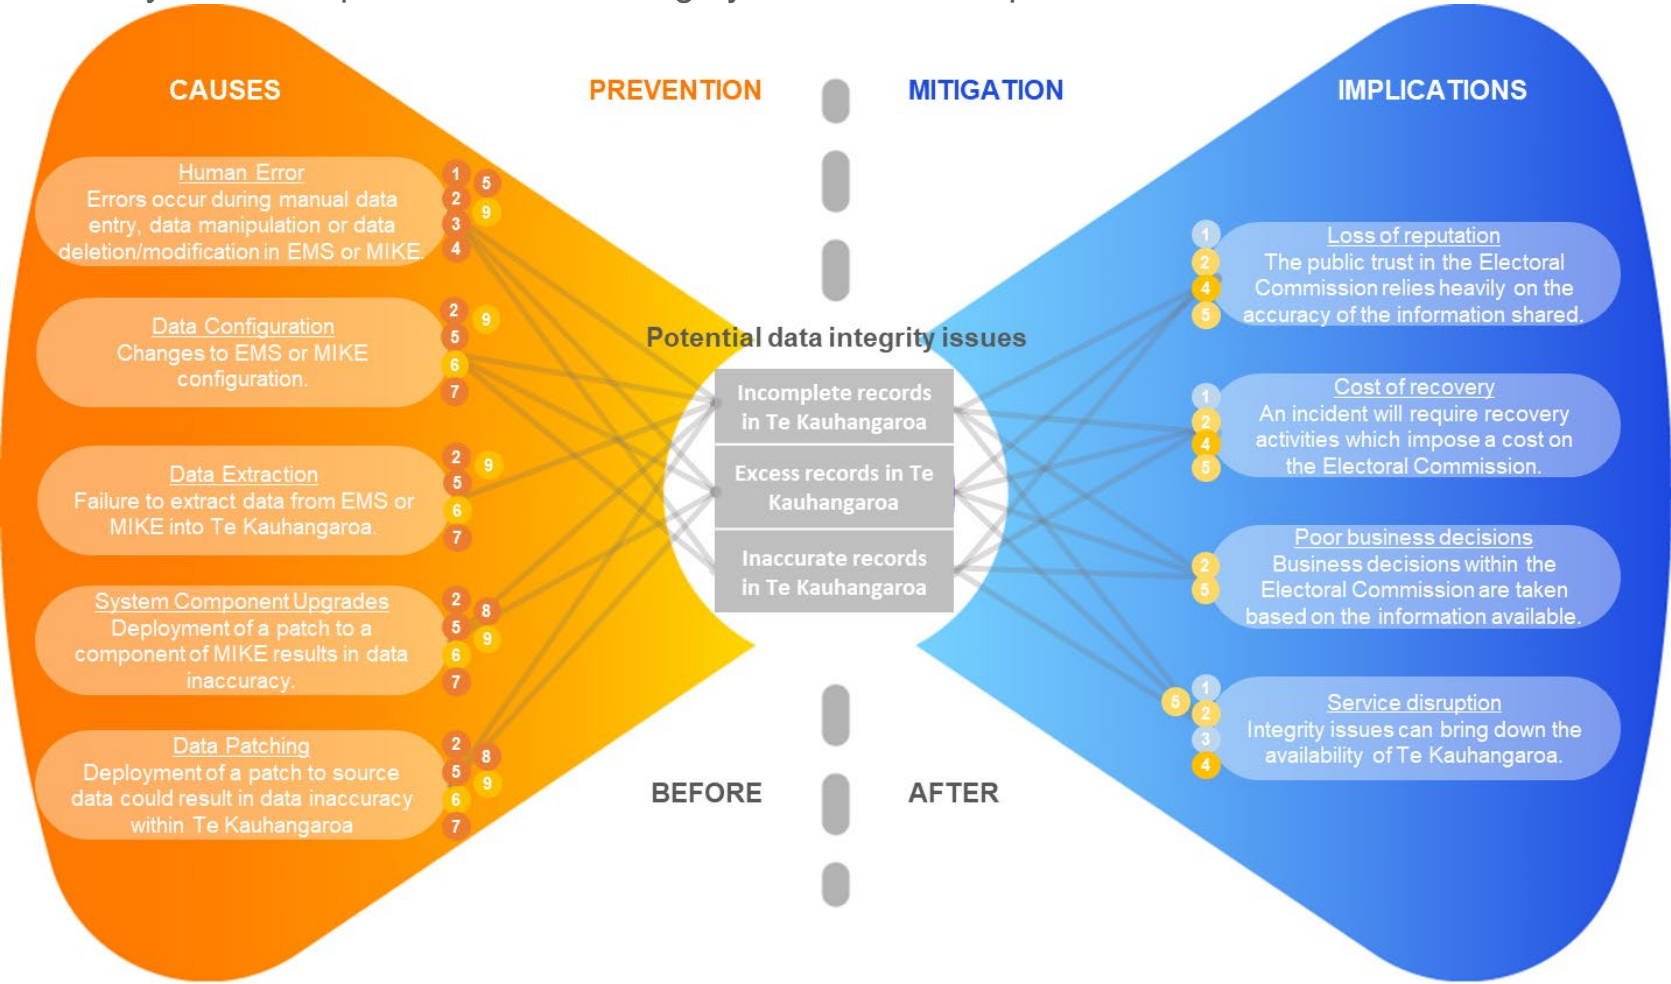 CAUSES
PREVENTION
MITIGATION
IMPLICATIONS
Human Error
Errors occur during manual data
entry, data manipulation or data
deletion/modification in EMS or MIKE.
1
2
3
4
5
9
Data Configuration
Changes to EMS or MIKE
configuration.
2
5
6
7
9
Data Extraction
Failure to extract data from EMS or
MIKE into Te Kauhangaroa.
2
5
6
7
9
System Component Upgrades
Deployment of a patch to a
component of MIKE results in data
inaccuracy.
2
5
6
7
8
9
Data Patching
Deployment of a patch to source
data could result in data inaccuracy
within Te Kauhangaroa
2
5
6
7
8
9
Potential data integrity issues
Incomplete records
in Te Kauhangaroa
Excess records in Te
Kauhangaroa
Inaccurate records
in Te Kauhangaroa
1
2
4
5
Loss of reputation
The public trust in the Electoral
Commission relies heavily on the
accuracy of the information shared.
1
2
4
5
Cost of recovery
An incident will require recovery
activities which impose a cost on
the Electoral Commission.
2
5
Poor business decisions
Business decisions within the
Electoral Commission are taken
based on the information available.
5
1
2
3
4
Service disruption
Integrity issues can bring down the
availability of Te Kauhangaroa.
BEFORE
AFTER